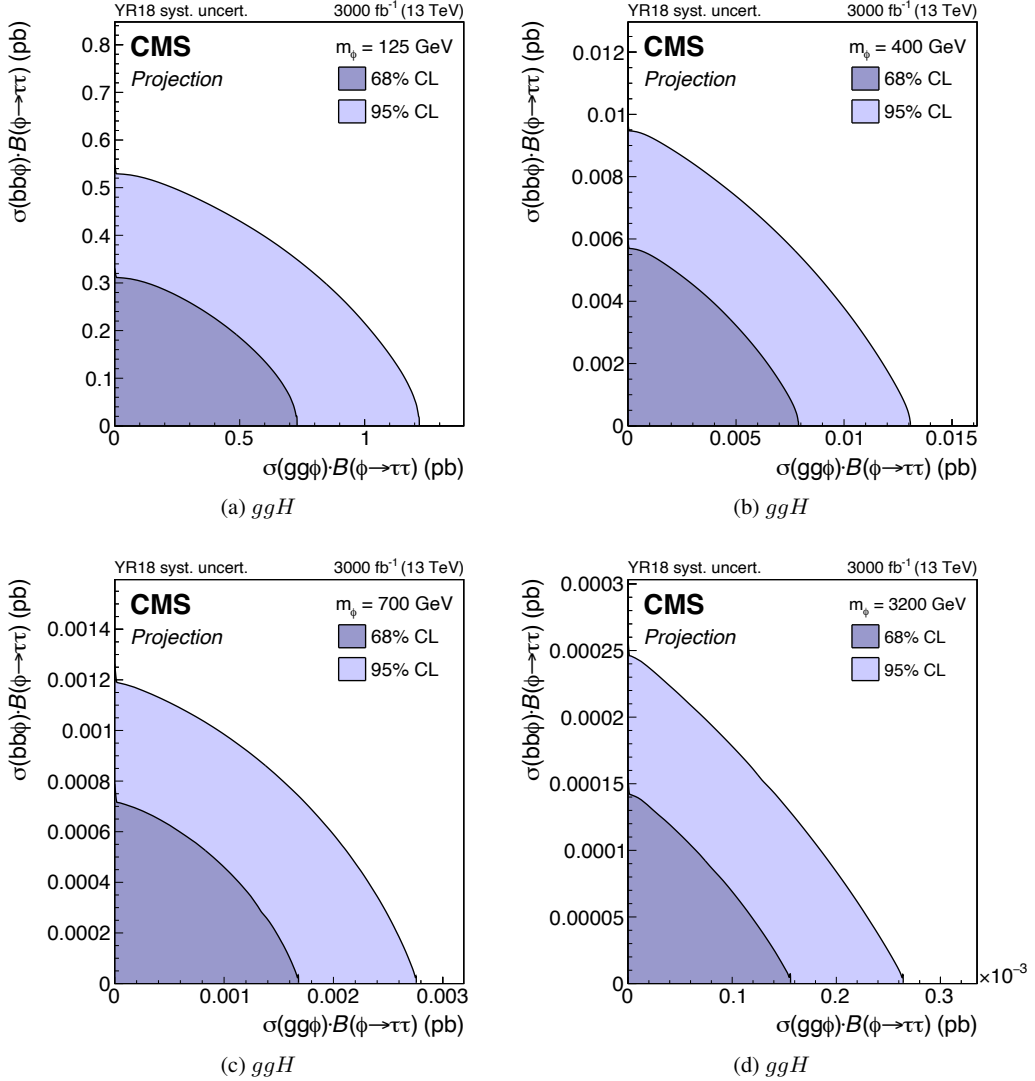 YR18 syst. uncert. 3000 fb⁻¹ (13 TeV)
CMS
Projection
m_ϕ = 125 GeV
68% CL
95% CL
σ(bbϕ)·B(ϕ→ττ) (pb)
0.8
0.7
0.6
0.5
0.4
0.3
0.2
0.1
0
0 0.5 1
σ(ggϕ)·B(ϕ→ττ) (pb)
(a) ggH
YR18 syst. uncert. 3000 fb⁻¹ (13 TeV)
CMS
Projection
m_ϕ = 400 GeV
68% CL
95% CL
σ(bbϕ)·B(ϕ→ττ) (pb)
0.012
0.01
0.008
0.006
0.004
0.002
0
0 0.005 0.01 0.015
σ(ggϕ)·B(ϕ→ττ) (pb)
(b) ggH
YR18 syst. uncert. 3000 fb⁻¹ (13 TeV)
CMS
Projection
m_ϕ = 700 GeV
68% CL
95% CL
σ(bbϕ)·B(ϕ→ττ) (pb)
0.0014
0.0012
0.001
0.0008
0.0006
0.0004
0.0002
0
0 0.001 0.002 0.003
σ(ggϕ)·B(ϕ→ττ) (pb)
(c) ggH
YR18 syst. uncert. 3000 fb⁻¹ (13 TeV)
CMS
Projection
m_ϕ = 3200 GeV
68% CL
95% CL
σ(bbϕ)·B(ϕ→ττ) (pb)
0.0003
0.00025
0.0002
0.00015
0.0001
0.00005
0
0 0.1 0.2 0.3
×10⁻³
σ(ggϕ)·B(ϕ→ττ) (pb)
(d) ggH